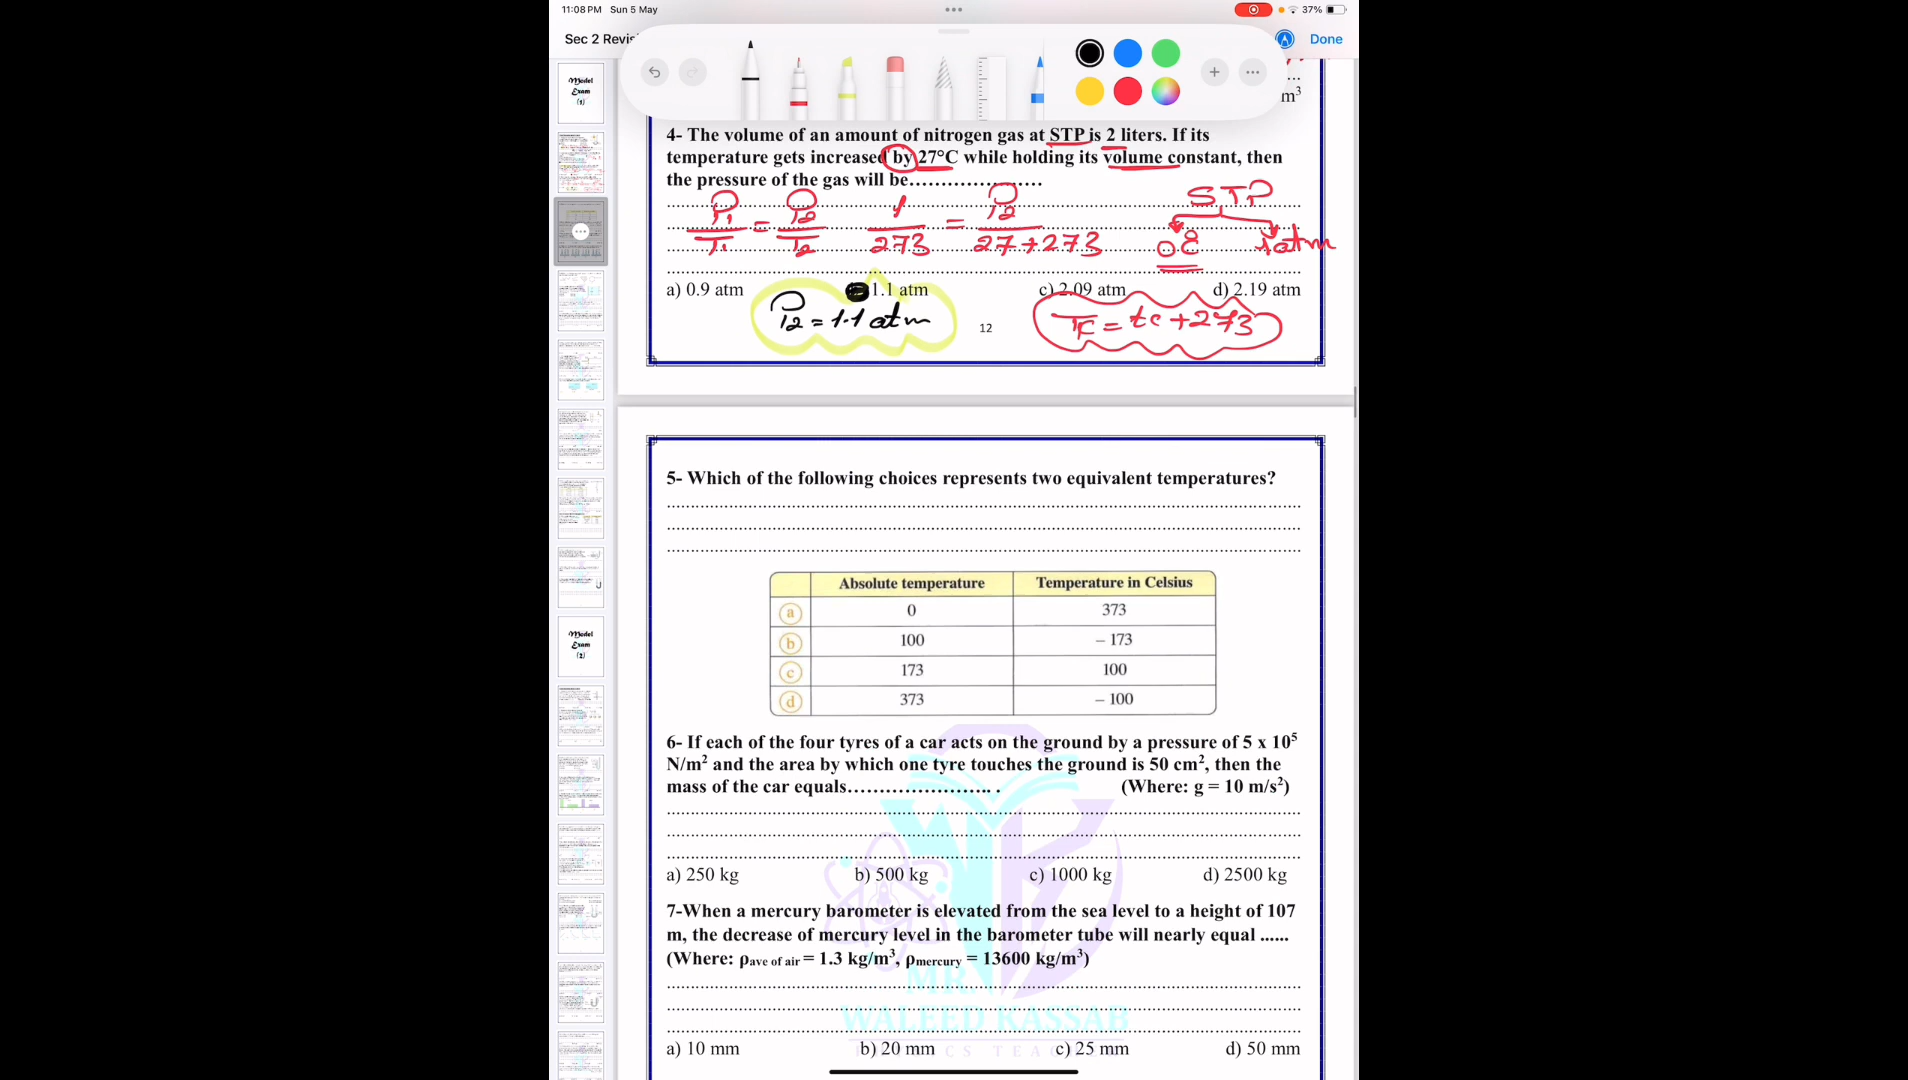 11:08 PM Sun 5 May
37%
Sec 2 Revis
Done
m³
4- The volume of an amount of nitrogen gas at STP is 2 liters. If its
temperature gets increased by 27°C while holding its volume constant, then
the pressure of the gas will be......................
P₁/T₁ = P₂/T₂ 1/273 = P₂/27+273
STP
0°C 1 atm
a) 0.9 atm 1.1 atm c) 2.09 atm d) 2.19 atm
P₂ = 1.1 atm
Tk = tc + 273
12
5- Which of the following choices represents two equivalent temperatures?
Absolute temperature Temperature in Celsius
a 0 373
b 100 – 173
c 173 100
d 373 – 100
6- If each of the four tyres of a car acts on the ground by a pressure of 5 x 10⁵
N/m² and the area by which one tyre touches the ground is 50 cm², then the
mass of the car equals........................ . (Where: g = 10 m/s²)
a) 250 kg b) 500 kg c) 1000 kg d) 2500 kg
7-When a mercury barometer is elevated from the sea level to a height of 107
m, the decrease of mercury level in the barometer tube will nearly equal ......
(Where: ρave of air = 1.3 kg/m³, ρmercury = 13600 kg/m³)
MR.
WALEED KASSAB
a) 10 mm b) 20 mm c) 25 mm d) 50 mm
Model
Exam
(1)
Model
Exam
(2)